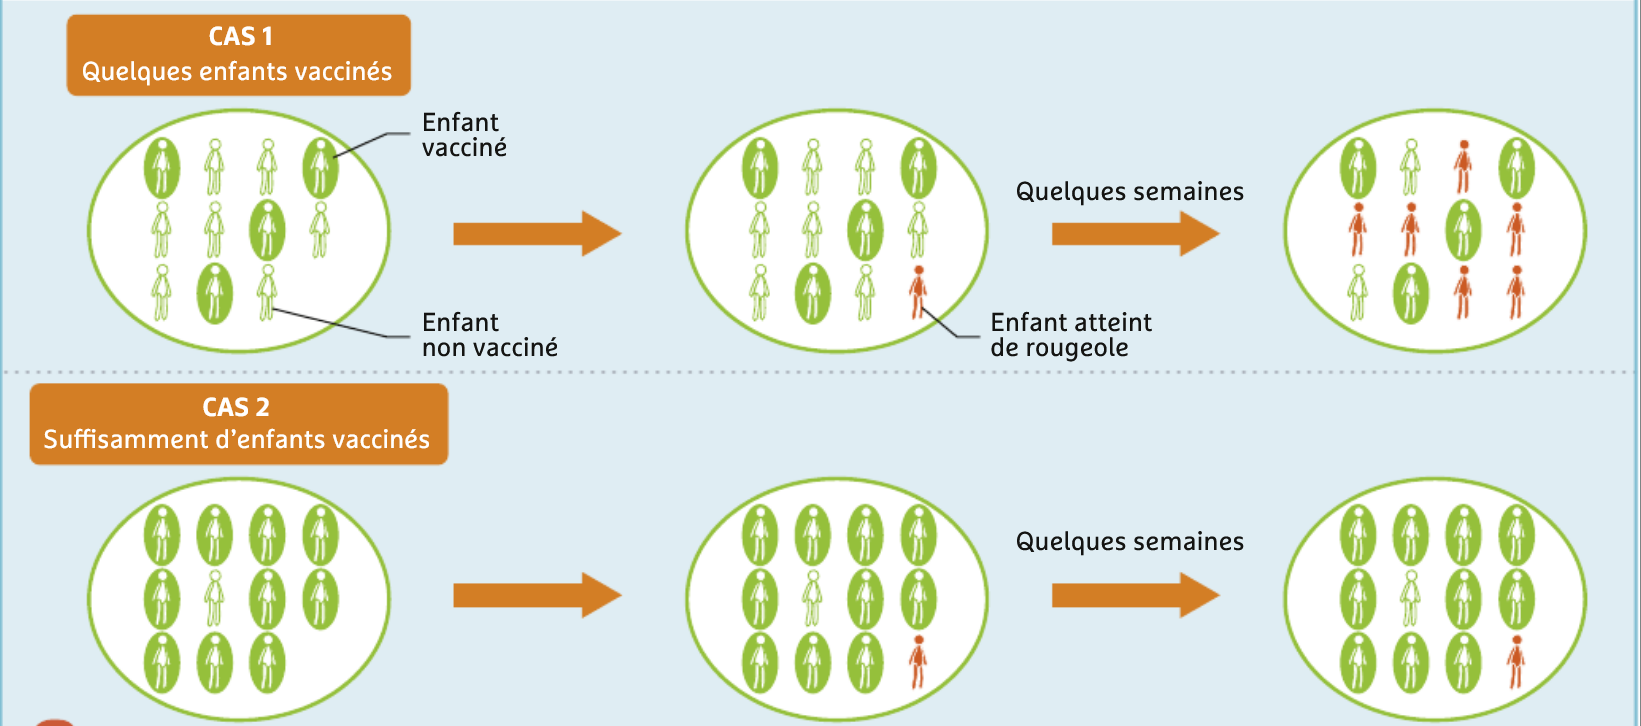 CAS 1
Quelques enfants vaccinés
Enfant
vacciné
Enfant
non vacciné
Quelques semaines
Enfant atteint
de rougeole
CAS 2
Suffisamment d’enfants vaccinés
Quelques semaines